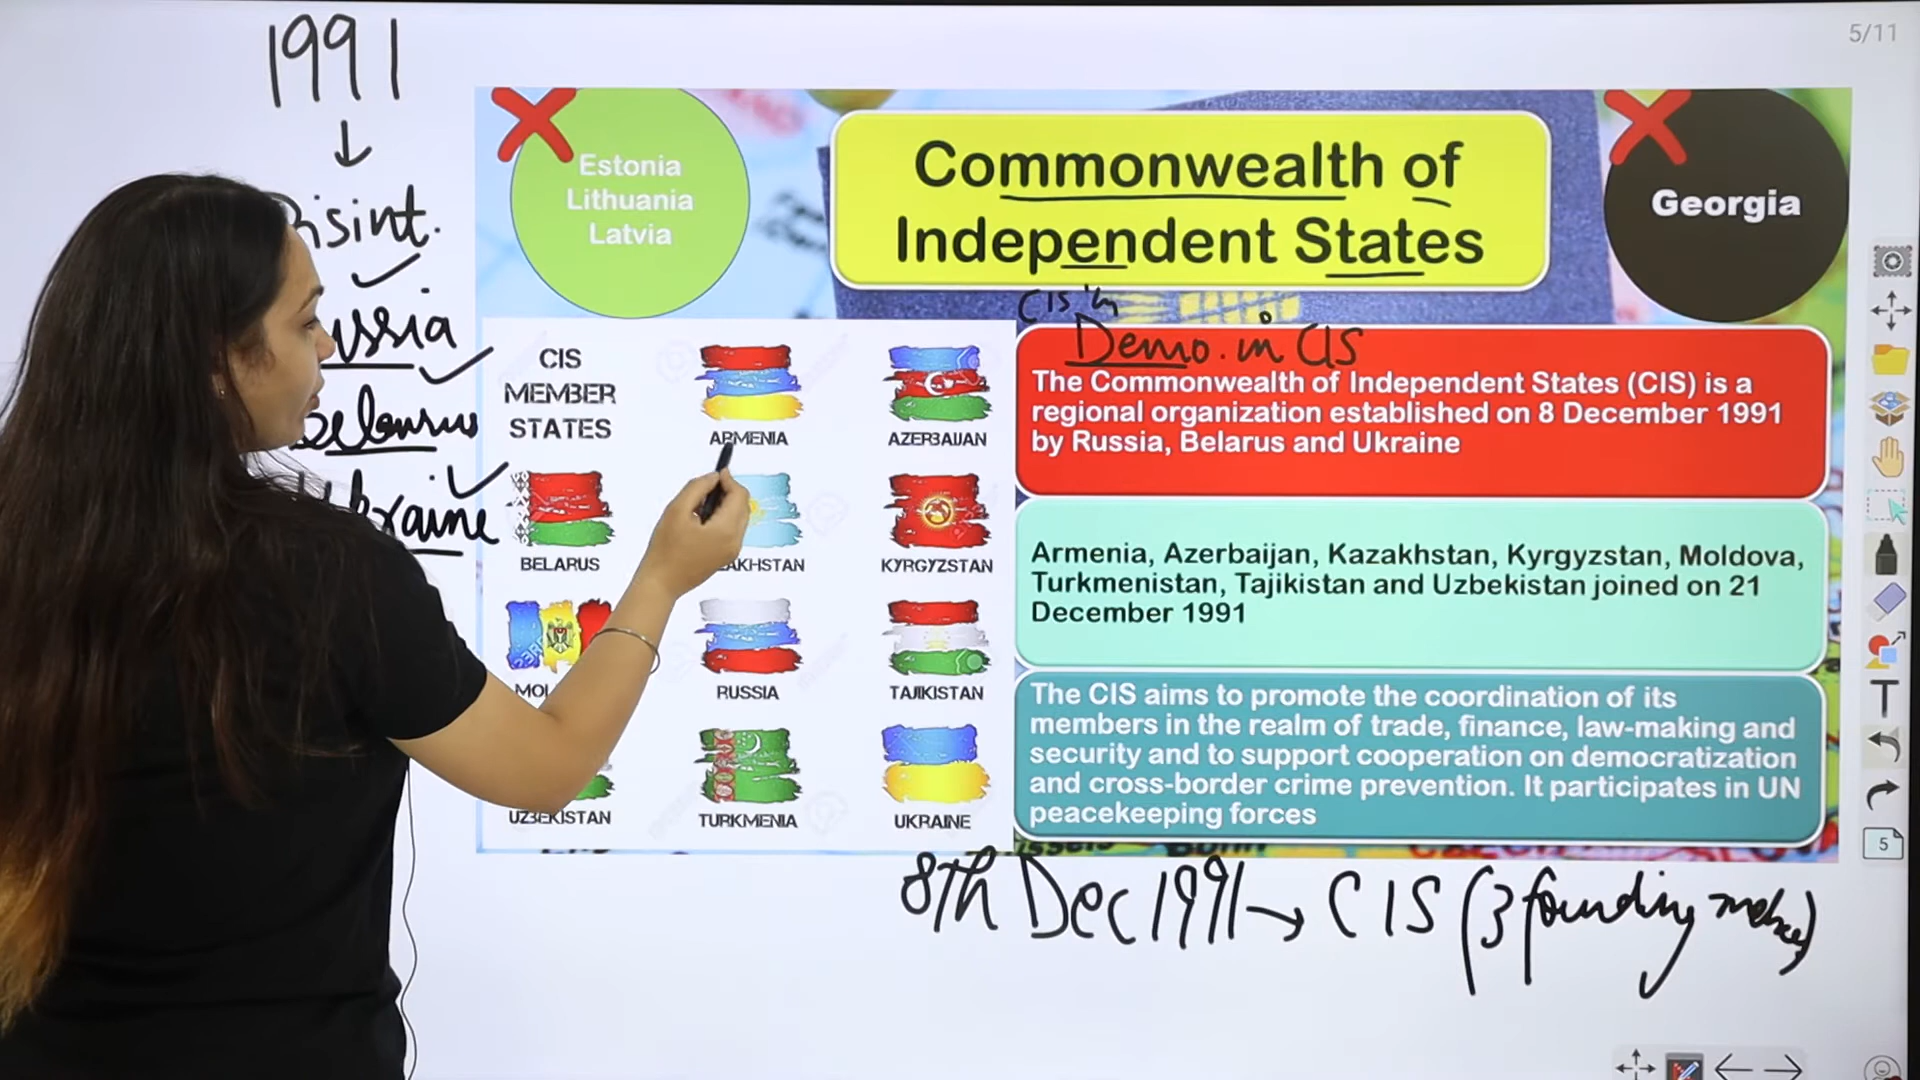 1991
5/11
↓
Disint.
Russia
Belarus
Ukraine
Estonia
Lithuania
Latvia
Commonwealth of
Independent States
Georgia
CIS in
Demo. in CIS
CIS
MEMBER
STATES
ARMENIA
AZERBAIJAN
BELARUS
KYRGYZSTAN
RUSSIA
TAJIKISTAN
UZBEKISTAN
TURKMENIA
UKRAINE
The Commonwealth of Independent States (CIS) is a
regional organization established on 8 December 1991
by Russia, Belarus and Ukraine
Armenia, Azerbaijan, Kazakhstan, Kyrgyzstan, Moldova,
Turkmenistan, Tajikistan and Uzbekistan joined on 21
December 1991
The CIS aims to promote the coordination of its
members in the realm of trade, finance, law-making and
security and to support cooperation on democratization
and cross-border crime prevention. It participates in UN
peacekeeping forces
8th Dec 1991 → CIS (3 founding
5